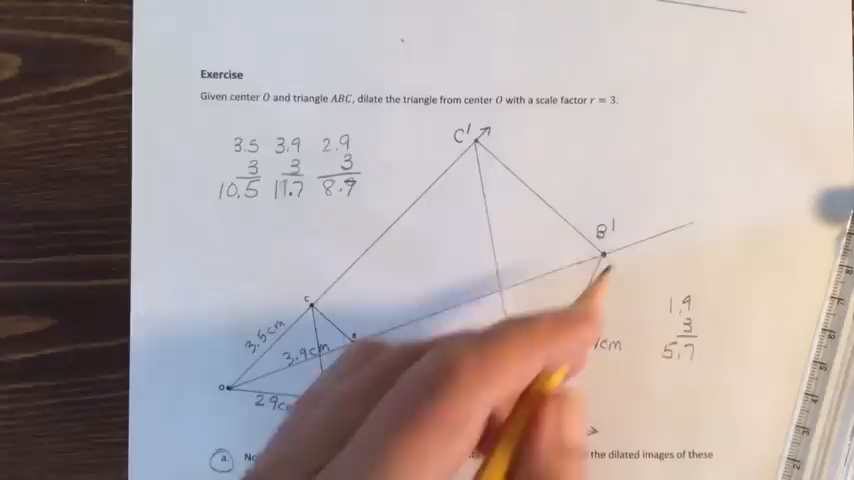 Exercise
Given center O and triangle ABC, dilate the triangle from center O with a scale factor r = 3.
3.5 3.9 2.9
3 3 3
10.5 11.7 8.7
C'
B'
C
3.5cm
3.9cm
O
1.9
3
5.7
cm
a. No
the dilated images of these